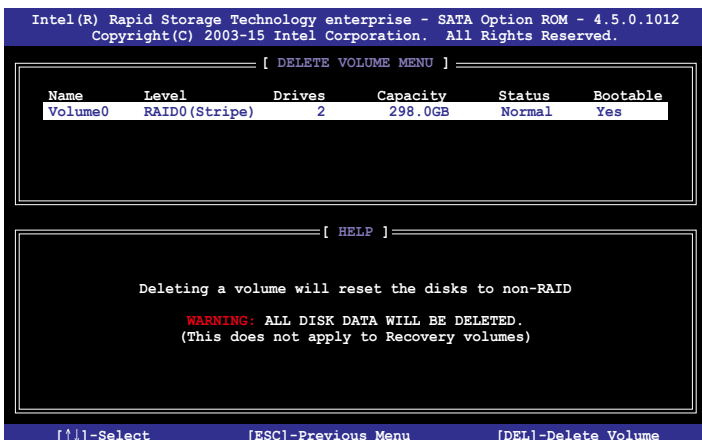 Intel(R) Rapid Storage Technology enterprise - SATA Option ROM - 4.5.0.1012
Copyright(C) 2003-15 Intel Corporation. All Rights Reserved.
[ DELETE VOLUME MENU ]
Name Level Drives Capacity Status Bootable
Volume0 RAID0(Stripe) 2 298.0GB Normal Yes
[ HELP ]
Deleting a volume will reset the disks to non-RAID
WARNING: ALL DISK DATA WILL BE DELETED.
(This does not apply to Recovery volumes)
[↑↓]-Select [ESC]-Previous Menu [DEL]-Delete Volume